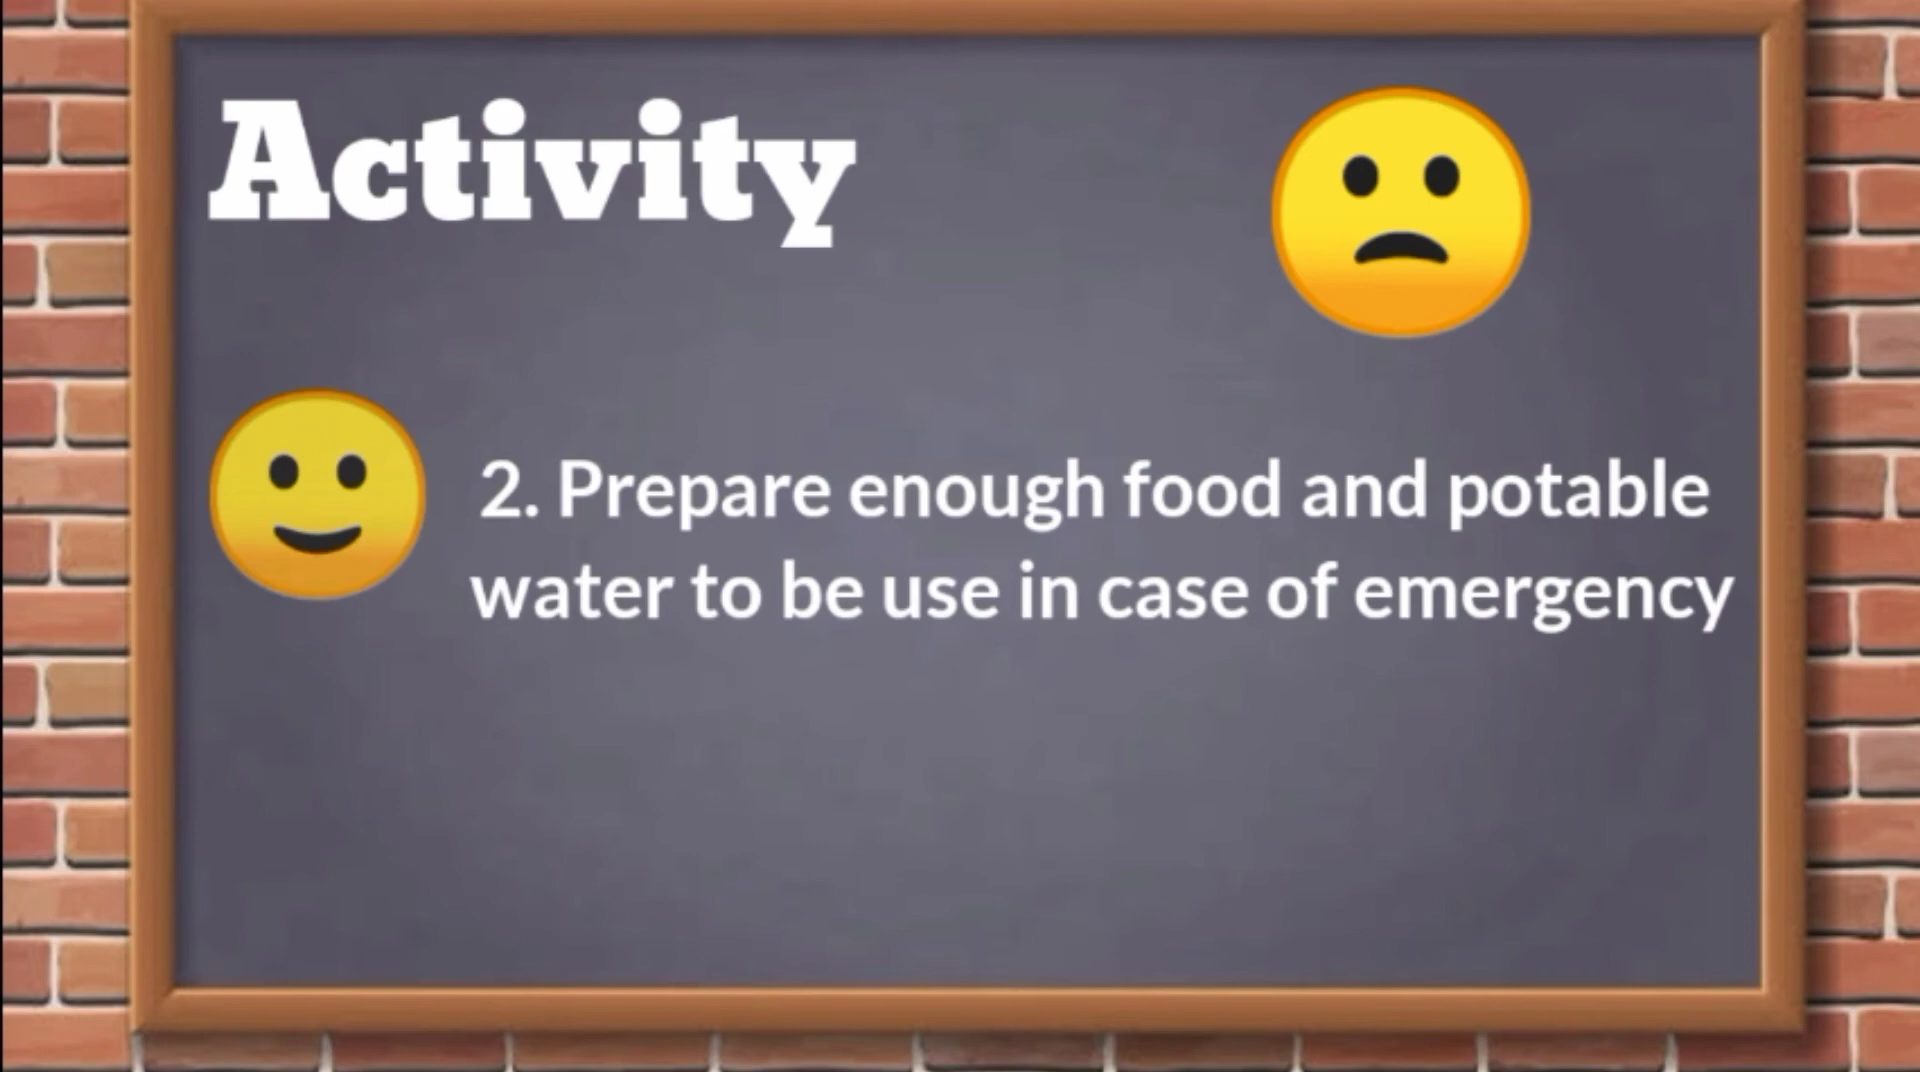 Activity
2. Prepare enough food and potable
water to be use in case of emergency